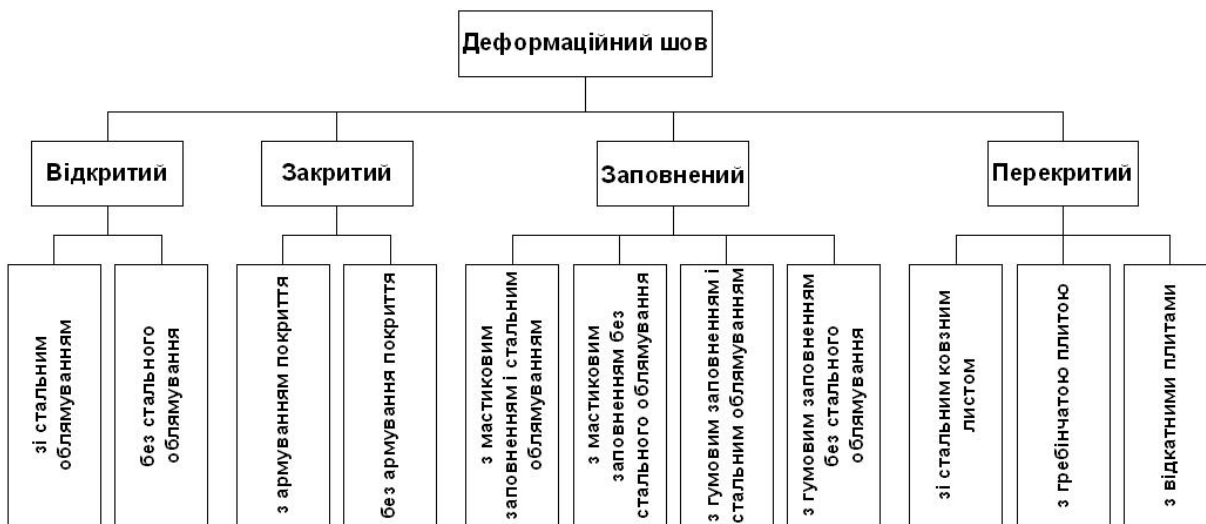 Деформаційний шов
Відкритий
Закритий
Заповнений
Перекритий
зі стальним
облямуванням
без стального
облямування
з армуванням покриття
без армування покриття
з мастиковим
заповненням і стальним
облямуванням
з мастиковим
заповненням без
стального облямування
з гумовим заповненням і
стальним облямуванням
з гумовим заповненням
без стального
облямування
зі стальним ковзним
листом
з гребінчатою плитою
з відкатними плитами